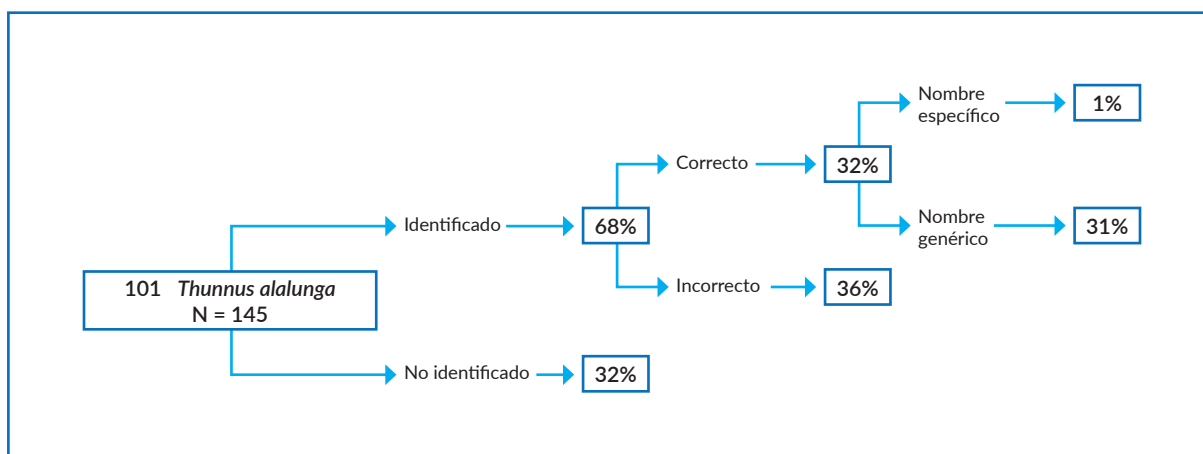 Nombre
específico
1%
Correcto
32%
Identificado
68%
Nombre
genérico
31%
Incorrecto
36%
101 Thunnus alalunga
N = 145
No identificado
32%